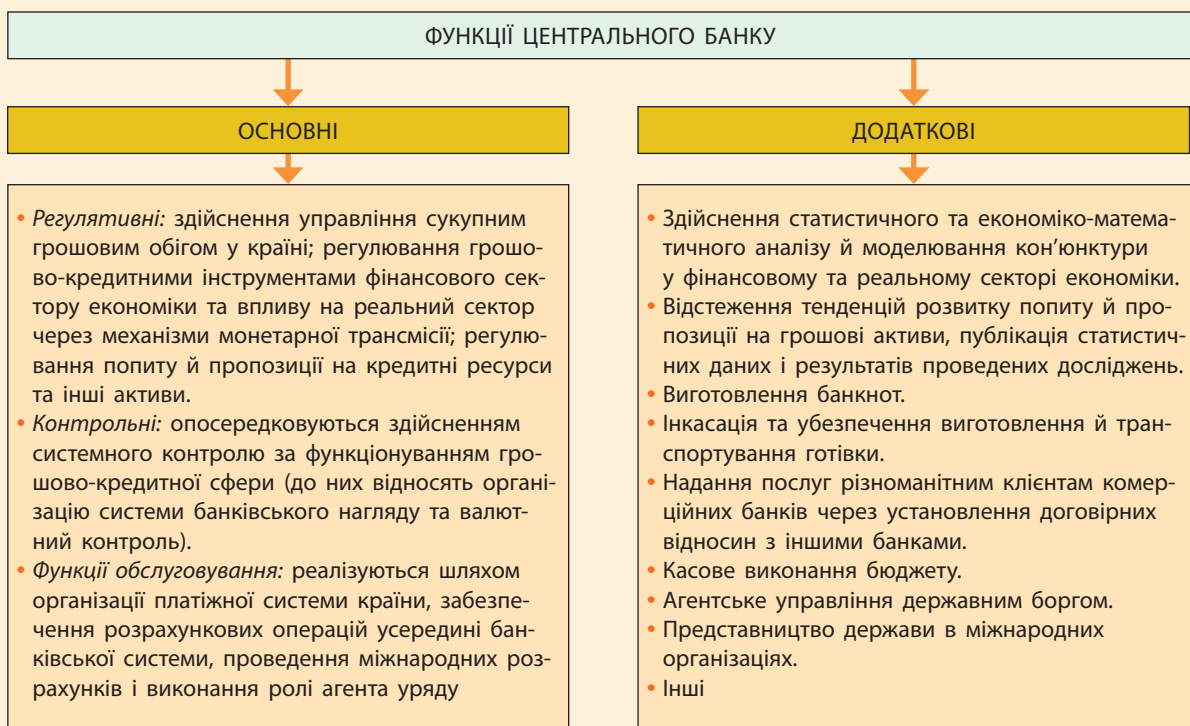 ФУНКЦІЇ ЦЕНТРАЛЬНОГО БАНКУ
ОСНОВНІ
• Регулятивні: здійснення управління сукупним
грошовим обігом у країні; регулювання грошо-
во-кредитними інструментами фінансового сек-
тору економіки та впливу на реальний сектор
через механізми монетарної трансмісії; регулю-
вання попиту й пропозиції на кредитні ресурси
та інші активи.
• Контрольні: опосередковуються здійсненням
системного контролю за функціонуванням гро-
шово-кредитної сфери (до них відносять органі-
зацію системи банківського нагляду та валют-
ний контроль).
• Функції обслуговування: реалізуються шляхом
організації платіжної системи країни, забезпе-
чення розрахункових операцій усередині бан-
ківської системи, проведення міжнародних роз-
рахунків і виконання ролі агента уряду
ДОДАТКОВІ
• Здійснення статистичного та економіко-матема-
тичного аналізу й моделювання кон'юнктури
у фінансовому та реальному секторі економіки.
• Відстеження тенденцій розвитку попиту й про-
позиції на грошові активи, публікація статистич-
них даних і результатів проведених досліджень.
• Виготовлення банкнот.
• Інкасація та убезпечення виготовлення й тран-
спортування готівки.
• Надання послуг різноманітним клієнтам комер-
ційних банків через установлення договірних
відносин з іншими банками.
• Касове виконання бюджету.
• Агентське управління державним боргом.
• Представництво держави в міжнародних
організаціях.
• Інші